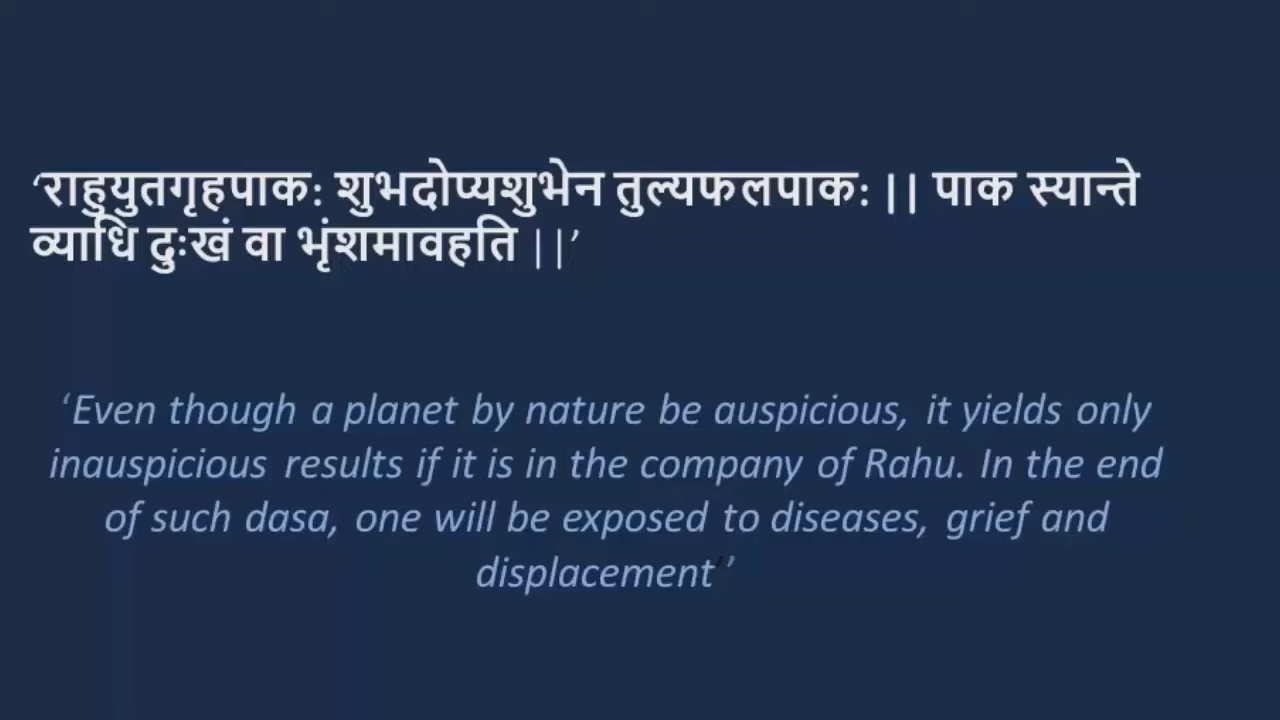 ‘राहुयुतगृहपाकः शुभदोप्यशुभेन तुल्यफलपाकः || पाक स्यान्ते
व्याधि दुःखं वा भृंशमावहति ||’
‘Even though a planet by nature be auspicious, it yields only
inauspicious results if it is in the company of Rahu. In the end
of such dasa, one will be exposed to diseases, grief and
displacement’’